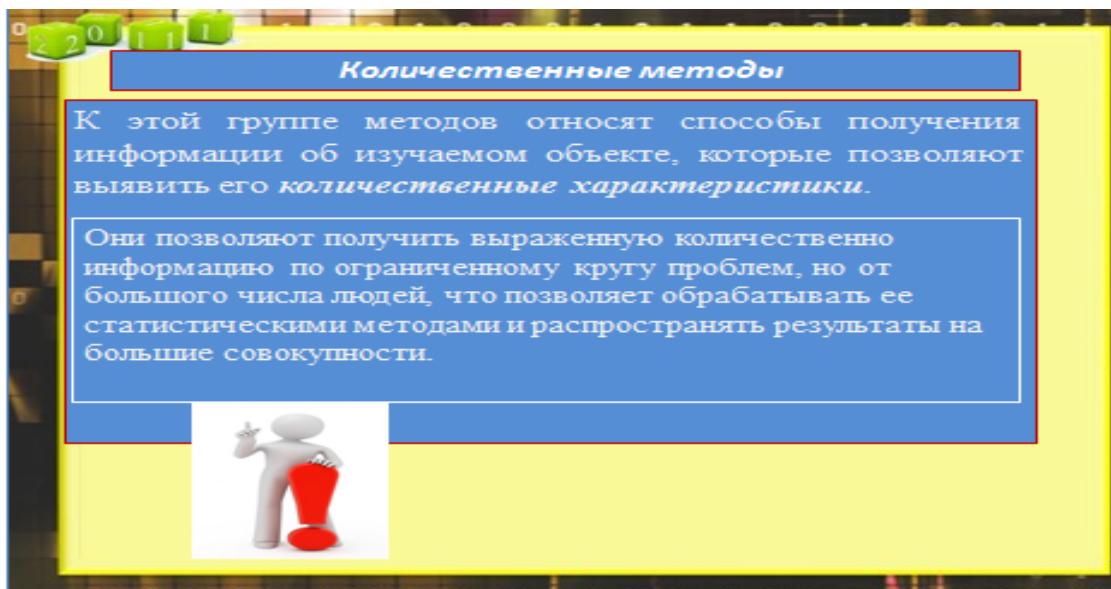 Количественные методы
К этой группе методов относят способы получения
информации об изучаемом объекте, которые позволяют
выявить его количественные характеристики.
Они позволяют получить выраженную количественно
информацию по ограниченному кругу проблем, но от
большого числа людей, что позволяет обрабатывать ее
статистическими методами и распространять результаты на
большие совокупности.